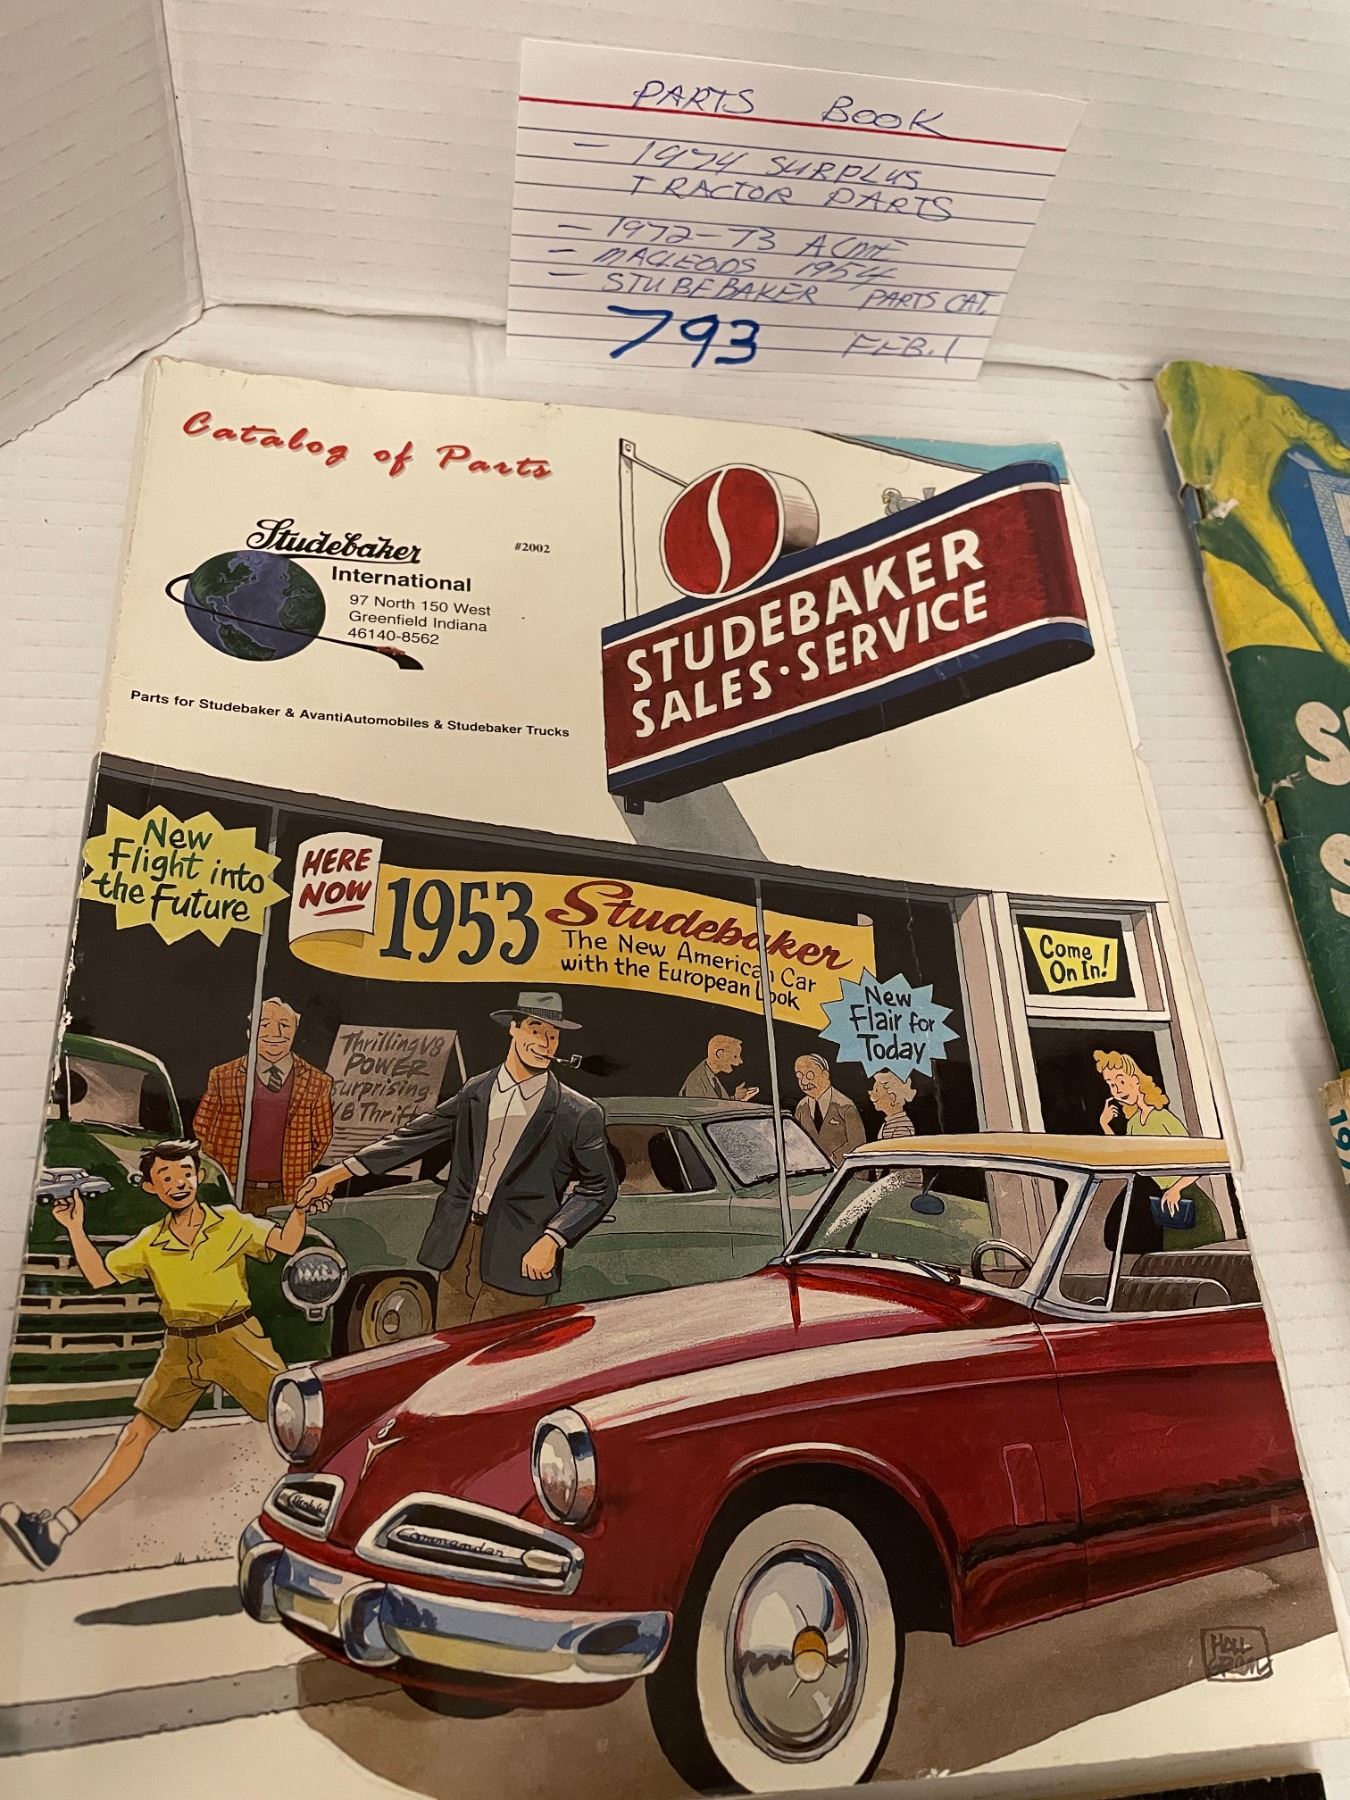 PARTS BOOK
- 1974 SURPLUS
TRACTOR PARTS
- 1972-73 ACME
- MACLEODS 1954
- STUBEBAKER PARTS CAT.
793 FEB. 1
Catalog of Parts
Studebaker
#2002
International
97 North 150 West
Greenfield Indiana
46140-8562
Parts for Studebaker & AvantiAutomobiles & Studebaker Trucks
STUDEBAKER
SALES·SERVICE
New
Flight into
the Future
HERE
NOW
1953 Studebaker
The New American Car
with the European Look
Come
On In!
New
Flair for
Today
Thrilling V8
POWER
Surprising
V8 Thrift
8
Commander